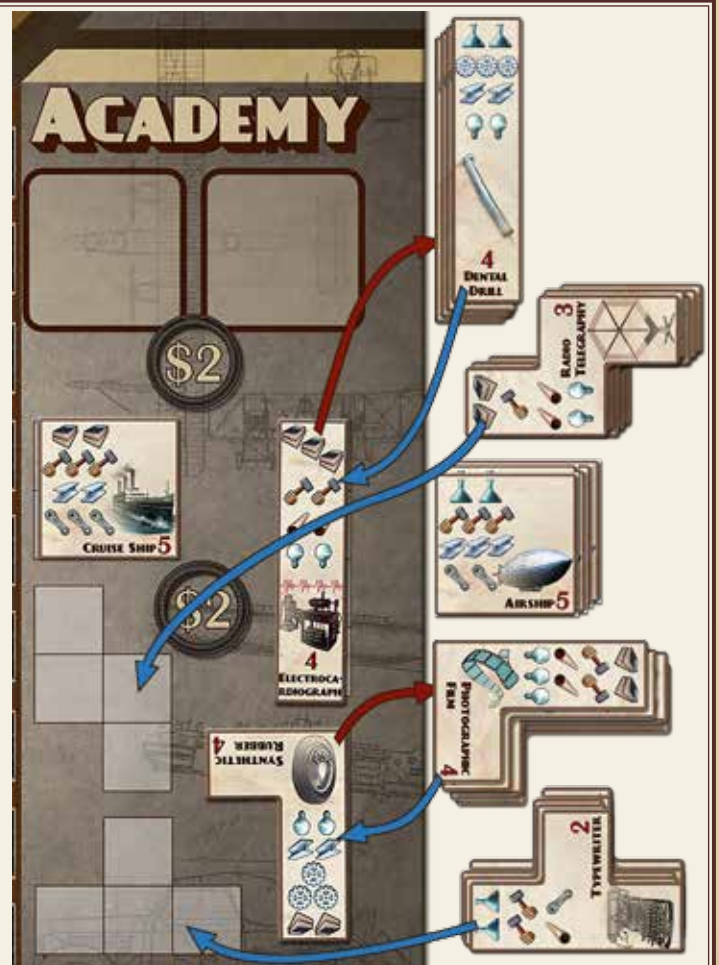 ACADEMY
$2
CRUISE SHIP 5
$2
4
ELECTROCA-
RDIOGRAPH
SYNTHETIC
RUBBER 4
4
DENTAL
DRILL
3
RADIO
TELEGRAPHY
AIRSHIP 5
PHOTOGRAPHIC
FILM
4
2
TYPEWRITER